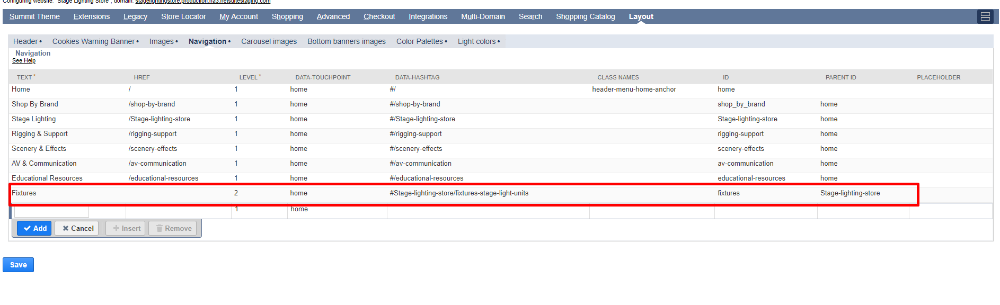 Configuring website: "Stage Lighting Store", domain: stagelightingstore.production.na3.netsuitestaging.com
Summit Theme Extensions Legacy Store Locator My Account Shopping Advanced Checkout Integrations Multi-Domain Search Shopping Catalog Layout
Header • Cookies Warning Banner • Images • Navigation • Carousel images Bottom banners images Color Palettes • Light colors •
Navigation
See Help
TEXT * HREF LEVEL * DATA-TOUCHPOINT DATA-HASHTAG CLASS NAMES ID PARENT ID PLACEHOLDER
Home / 1 home #/ header-menu-home-anchor home
Shop By Brand /shop-by-brand 1 home #/shop-by-brand shop_by_brand home
Stage Lighting /Stage-lighting-store 1 home #/Stage-lighting-store Stage-lighting-store home
Rigging & Support /rigging-support 1 home #/rigging-support rigging-support home
Scenery & Effects /scenery-effects 1 home #/scenery-effects scenery-effects home
AV & Communication /av-communication 1 home #/av-communication av-communication home
Educational Resources /educational-resources 1 home #/educational-resources educational-resources home
Fixtures 2 home #Stage-lighting-store/fixtures-stage-light-units fixtures Stage-lighting-store
1 home
Add Cancel Insert Remove
Save